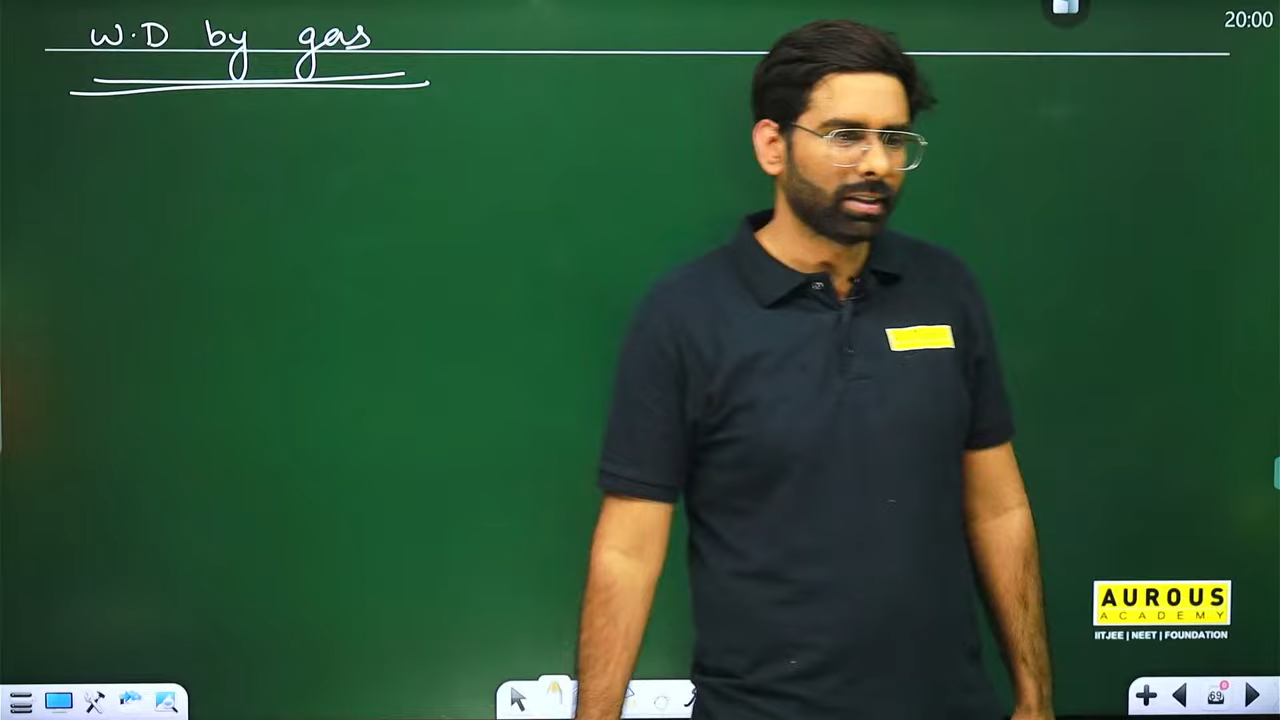 W.D by gas
20:00
AUROUS
ACADEMY
IITJEE | NEET | FOUNDATION
69